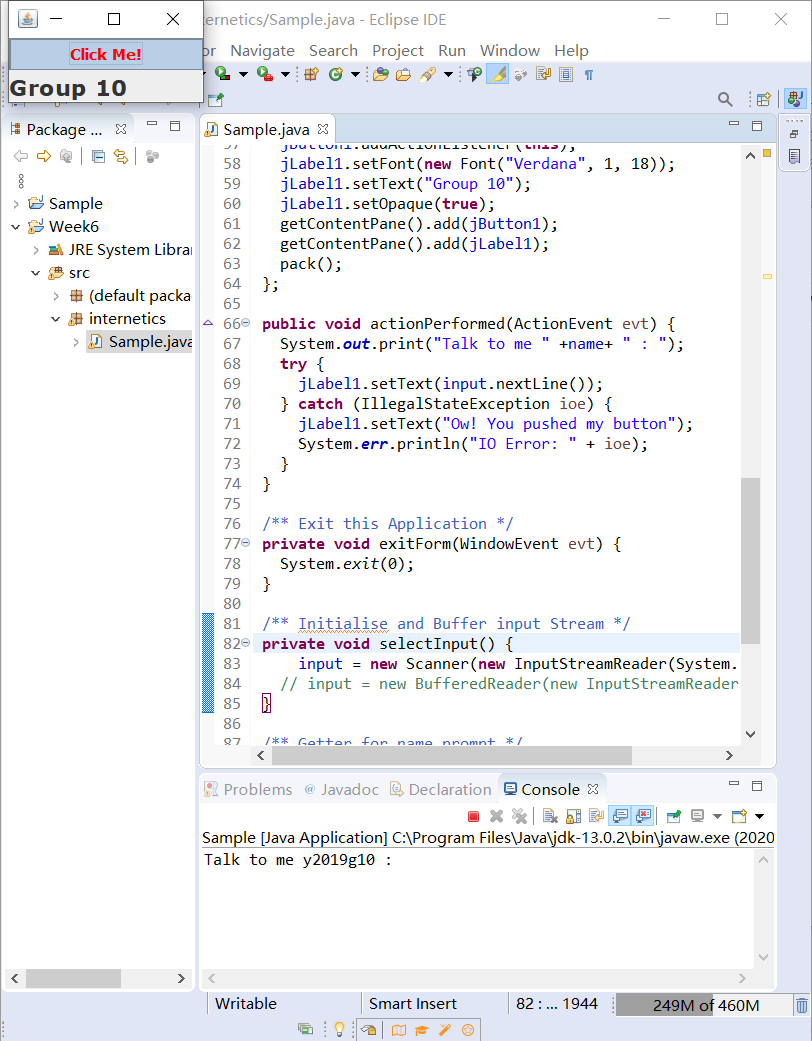 ternetics/Sample.java - Eclipse IDE
Click Me!
Group 10
or Navigate Search Project Run Window Help
Package ...
Sample.java
Sample
Week6
JRE System Librar
src
(default packa
internetics
Sample.java
57 jButton1.addActionListener(this);
58 jLabel1.setFont(new Font("Verdana", 1, 18));
59 jLabel1.setText("Group 10");
60 jLabel1.setOpaque(true);
61 getContentPane().add(jButton1);
62 getContentPane().add(jLabel1);
63 pack();
64 };
65
66 public void actionPerformed(ActionEvent evt) {
67 System.out.print("Talk to me " +name+ " : ");
68 try {
69 jLabel1.setText(input.nextLine());
70 } catch (IllegalStateException ioe) {
71 jLabel1.setText("Ow! You pushed my button");
72 System.err.println("IO Error: " + ioe);
73 }
74 }
75
76 /** Exit this Application */
77 private void exitForm(WindowEvent evt) {
78 System.exit(0);
79 }
80
81 /** Initialise and Buffer input Stream */
82 private void selectInput() {
83 input = new Scanner(new InputStreamReader(System.
84 // input = new BufferedReader(new InputStreamReader
85 }
86
87 /** Getter for name prompt */
Problems @ Javadoc Declaration Console
Sample [Java Application] C:\Program Files\Java\jdk-13.0.2\bin\javaw.exe (2020
Talk to me y2019g10 :
Writable Smart Insert 82 : ... 1944 249M of 460M